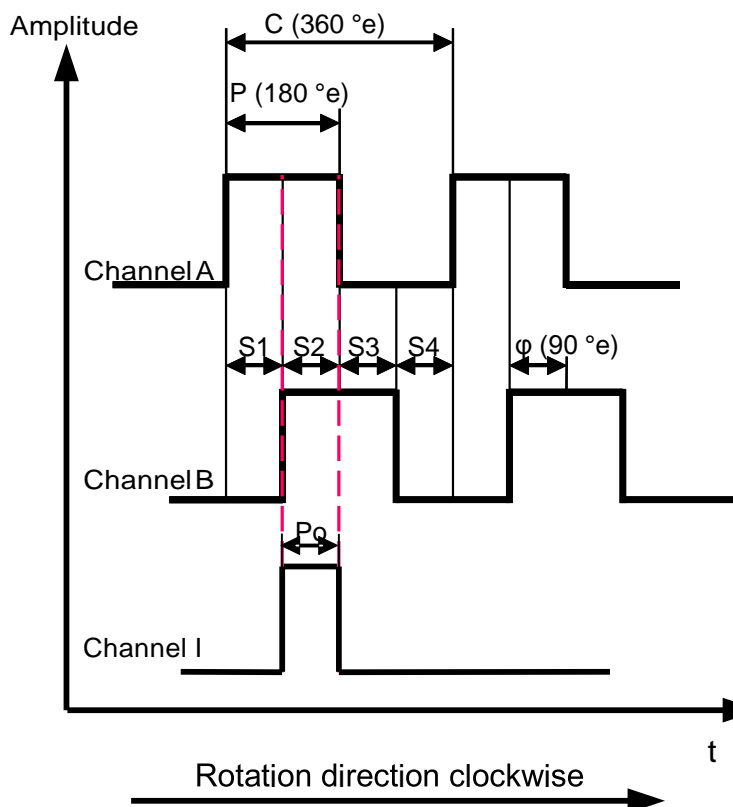 C (360 °e)
Amplitude
P (180 °e)
Channel A
S1 S2 S3 S4 φ (90 °e)
Channel B
Po
Channel I
t
Rotation direction clockwise